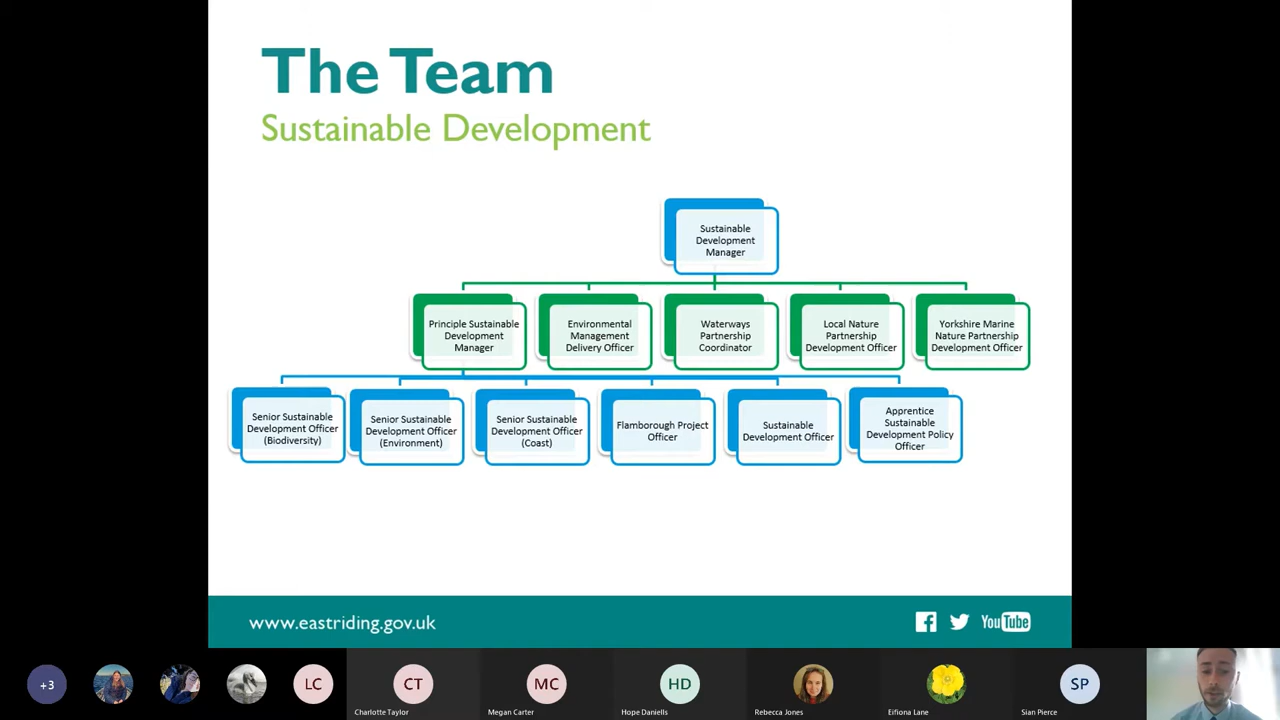 The Team
Sustainable Development
Sustainable
Development
Manager
Principle Sustainable
Development
Manager
Environmental
Management
Delivery Officer
Waterways
Partnership
Coordinator
Local Nature
Partnership
Development Officer
Yorkshire Marine
Nature Partnership
Development Officer
Senior Sustainable
Development Officer
(Biodiversity)
Senior Sustainable
Development Officer
(Environment)
Senior Sustainable
Development Officer
(Coast)
Flamborough Project
Officer
Sustainable
Development Officer
Apprentice
Sustainable
Development Policy
Officer
www.eastriding.gov.uk
YouTube
+3
LC
CT
Charlotte Taylor
MC
Megan Carter
HD
Hope Daniells
Rebecca Jones
Eifiona Lane
SP
Sian Pierce